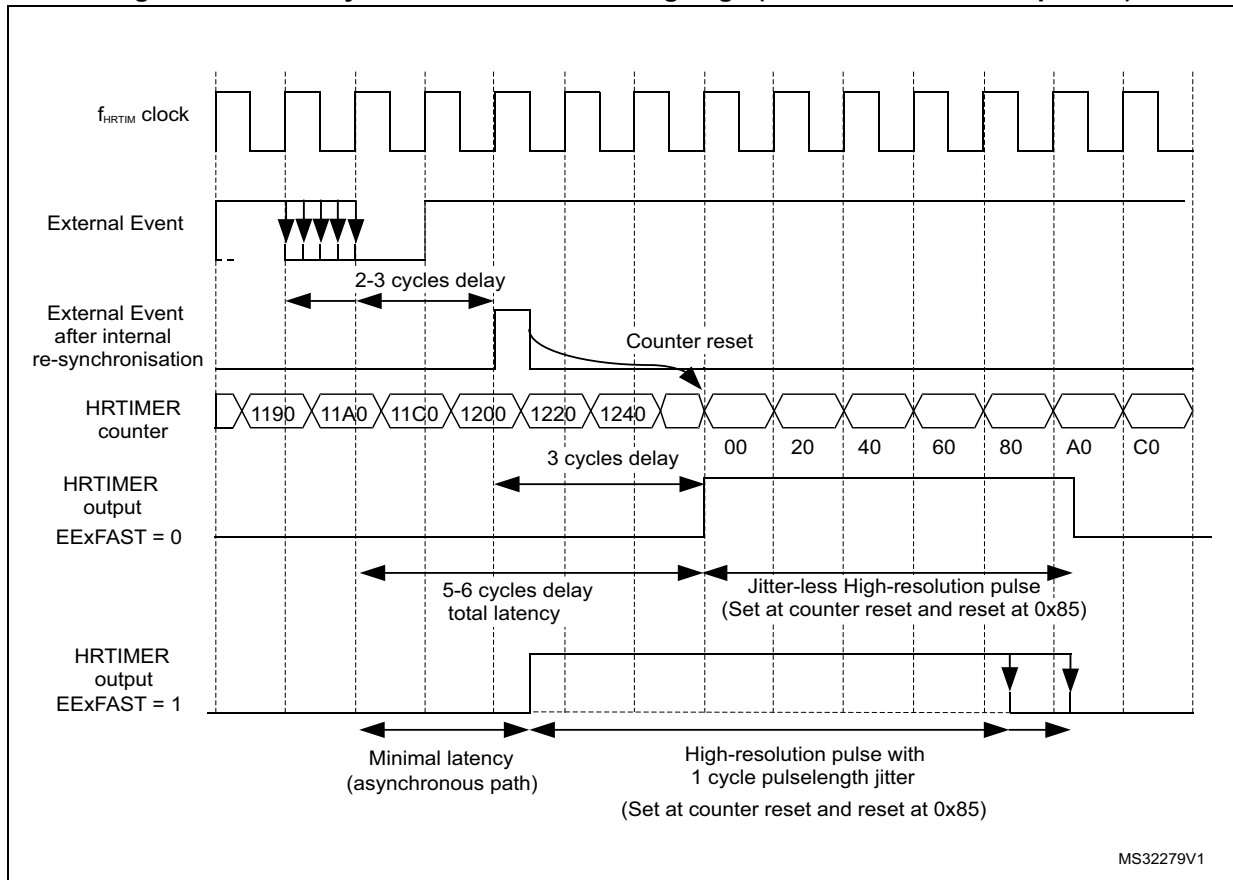 f_HRTIM clock
External Event
2-3 cycles delay
External Event
after internal
re-synchronisation
Counter reset
HRTIMER
counter
1190 11A0 11C0 1200 1220 1240
00 20 40 60 80 A0 C0
3 cycles delay
HRTIMER
output
EExFAST = 0
5-6 cycles delay
total latency
Jitter-less High-resolution pulse
(Set at counter reset and reset at 0x85)
HRTIMER
output
EExFAST = 1
Minimal latency
(asynchronous path)
High-resolution pulse with
1 cycle pulselength jitter
(Set at counter reset and reset at 0x85)
MS32279V1